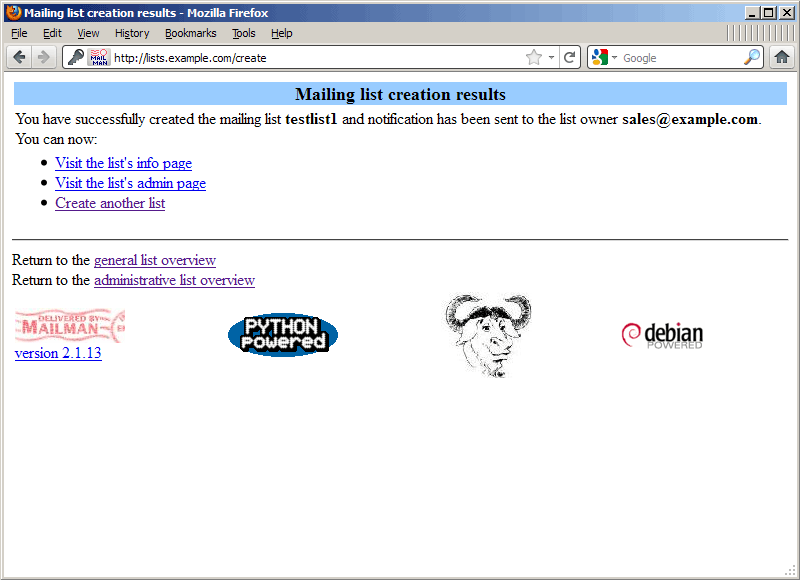 Mailing list creation results - Mozilla Firefox
File Edit View History Bookmarks Tools Help
MAIL MAN http://lists.example.com/create Google
Mailing list creation results
You have successfully created the mailing list testlist1 and notification has been sent to the list owner sales@example.com.
You can now:
Visit the list's info page
Visit the list's admin page
Create another list
Return to the general list overview
Return to the administrative list overview
DELIVERED BY
MAILMAN
version 2.1.13
PYTHON
Powered
debian
POWERED